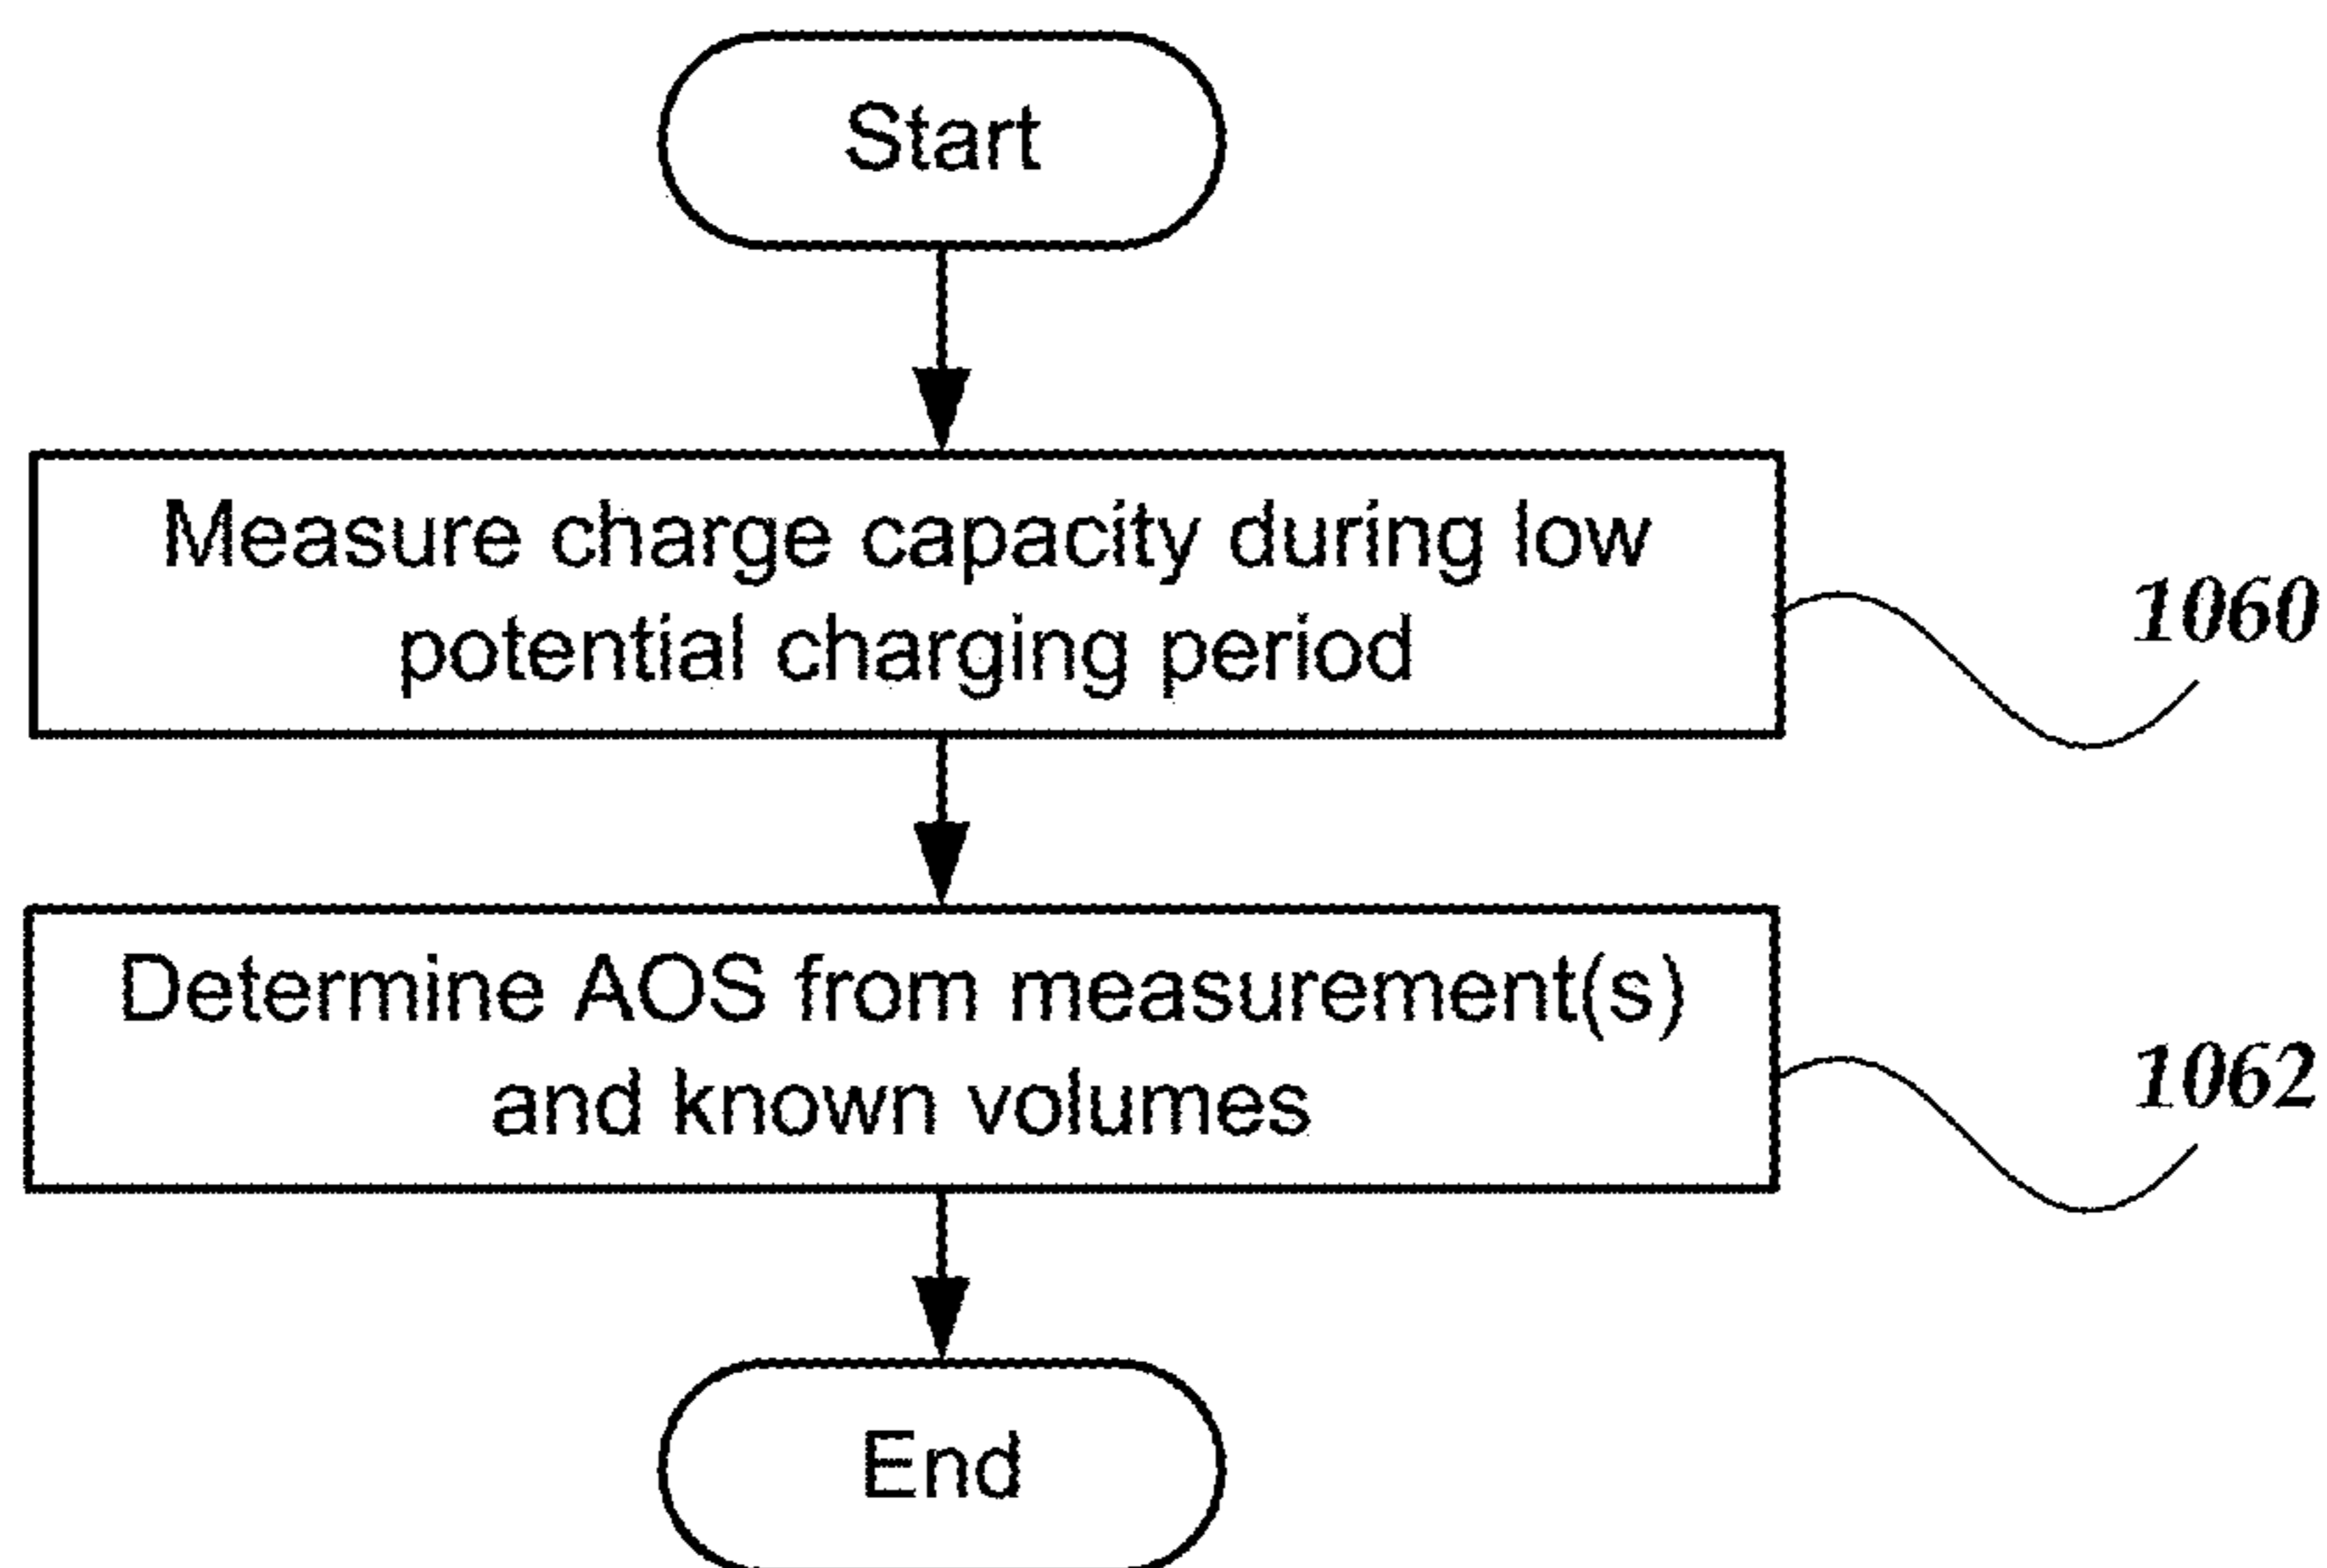 Start
Measure charge capacity during low
potential charging period
1060
Determine AOS from measurement(s)
and known volumes
1062
End